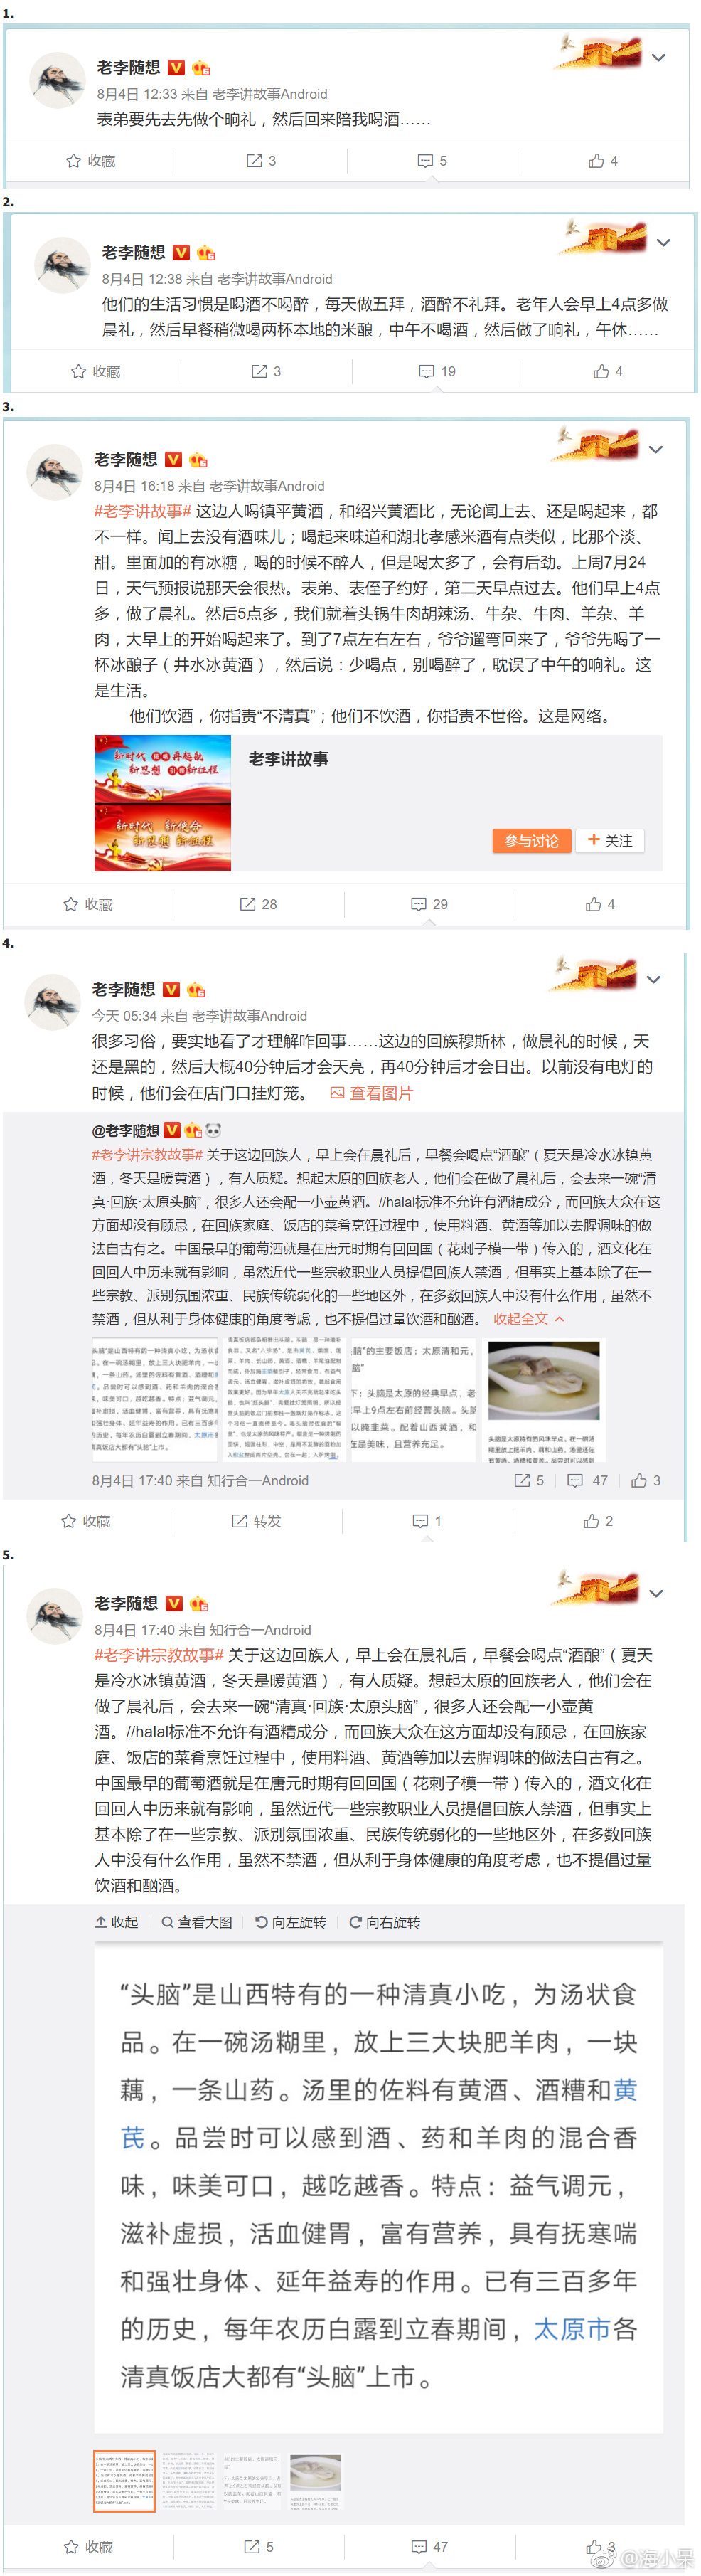 1.
老李随想
8月4日 12:33 来自 老李讲故事Android
表弟要先去先做个晌礼，然后回来陪我喝酒……
收藏 3 5 4
2.
老李随想
8月4日 12:38 来自 老李讲故事Android
他们的生活习惯是喝酒不喝醉，每天做五拜，酒醉不礼拜。老年人会早上4点多做
晨礼，然后早餐稍微喝两杯本地的米酿，中午不喝酒，然后做了晌礼，午休……
收藏 3 19 4
3.
老李随想
8月4日 16:18 来自 老李讲故事Android
#老李讲故事# 这边人喝镇平黄酒，和绍兴黄酒比，无论闻上去、还是喝起来，都
不一样。闻上去没有酒味儿；喝起来味道和湖北孝感米酒有点类似，比那个淡、
甜。里面加的有冰糖，喝的时候不醉人，但是喝太多了，会有后劲。上周7月24
日，天气预报说那天会很热。表弟、表侄子约好，第二天早点过去。他们早上4点
多，做了晨礼。然后5点多，我们就着头锅牛肉胡辣汤、牛杂、牛肉、羊杂、羊
肉，大早上的开始喝起来了。到了7点左右左右，爷爷遛弯回来了，爷爷先喝了一
杯冰酿子（井水冰黄酒），然后说：少喝点，别喝醉了，耽误了中午的晌礼。这
是生活。
他们饮酒，你指责“不清真”；他们不饮酒，你指责不世俗。这是网络。
新时代 再起航
新思想 引领 新征程
新时代 新使命
新思想 新征程
老李讲故事
参与讨论 + 关注
收藏 28 29 4
4.
老李随想
今天 05:34 来自 老李讲故事Android
很多习俗，要实地看了才理解咋回事……这边的回族穆斯林，做晨礼的时候，天
还是黑的，然后大概40分钟后才会天亮，再40分钟后才会日出。以前没有电灯的
时候，他们会在店门口挂灯笼。 查看图片
@老李随想
#老李讲宗教故事# 关于这边回族人，早上会在晨礼后，早餐会喝点“酒酿”（夏天是冷水冰镇黄
酒，冬天是暖黄酒），有人质疑。想起太原的回族老人，他们会在做了晨礼后，会去来一碗“清
真·回族·太原头脑”，很多人还会配一小壶黄酒。//halal标准不允许有酒精成分，而回族大众在这
方面却没有顾忌，在回族家庭、饭店的菜肴烹饪过程中，使用料酒、黄酒等加以去腥调味的做
法自古有之。中国最早的葡萄酒就是在唐元时期有回回国（花刺子模一带）传入的，酒文化在
回回人中历来就有影响，虽然近代一些宗教职业人员提倡回族人禁酒，但事实上基本除了在一
些宗教、派别氛围浓重、民族传统弱化的一些地区外，在多数回族人中没有什么作用，虽然不
禁酒，但从利于身体健康的角度考虑，也不提倡过量饮酒和酗酒。 收起全文
8月4日 17:40 来自 知行合一Android 5 47 3
收藏 转发 1 2
5.
老李随想
8月4日 17:40 来自 知行合一Android
#老李讲宗教故事# 关于这边回族人，早上会在晨礼后，早餐会喝点“酒酿”（夏天
是冷水冰镇黄酒，冬天是暖黄酒），有人质疑。想起太原的回族老人，他们会在
做了晨礼后，会去来一碗“清真·回族·太原头脑”，很多人还会配一小壶黄
酒。//halal标准不允许有酒精成分，而回族大众在这方面却没有顾忌，在回族家
庭、饭店的菜肴烹饪过程中，使用料酒、黄酒等加以去腥调味的做法自古有之。
中国最早的葡萄酒就是在唐元时期有回回国（花刺子模一带）传入的，酒文化在
回回人中历来就有影响，虽然近代一些宗教职业人员提倡回族人禁酒，但事实上
基本除了在一些宗教、派别氛围浓重、民族传统弱化的一些地区外，在多数回族
人中没有什么作用，虽然不禁酒，但从利于身体健康的角度考虑，也不提倡过量
饮酒和酗酒。
收起 查看大图 向左旋转 向右旋转
“头脑”是山西特有的一种清真小吃，为汤状食
品。在一碗汤糊里，放上三大块肥羊肉，一块
藕，一条山药。汤里的佐料有黄酒、酒糟和黄
芪。品尝时可以感到酒、药和羊肉的混合香
味，味美可口，越吃越香。特点：益气调元，
滋补虚损，活血健胃，富有营养，具有抚寒喘
和强壮身体、延年益寿的作用。已有三百多年
的历史，每年农历白露到立春期间，太原市各
清真饭店大都有“头脑”上市。
收藏 5 47 3
@海小呆